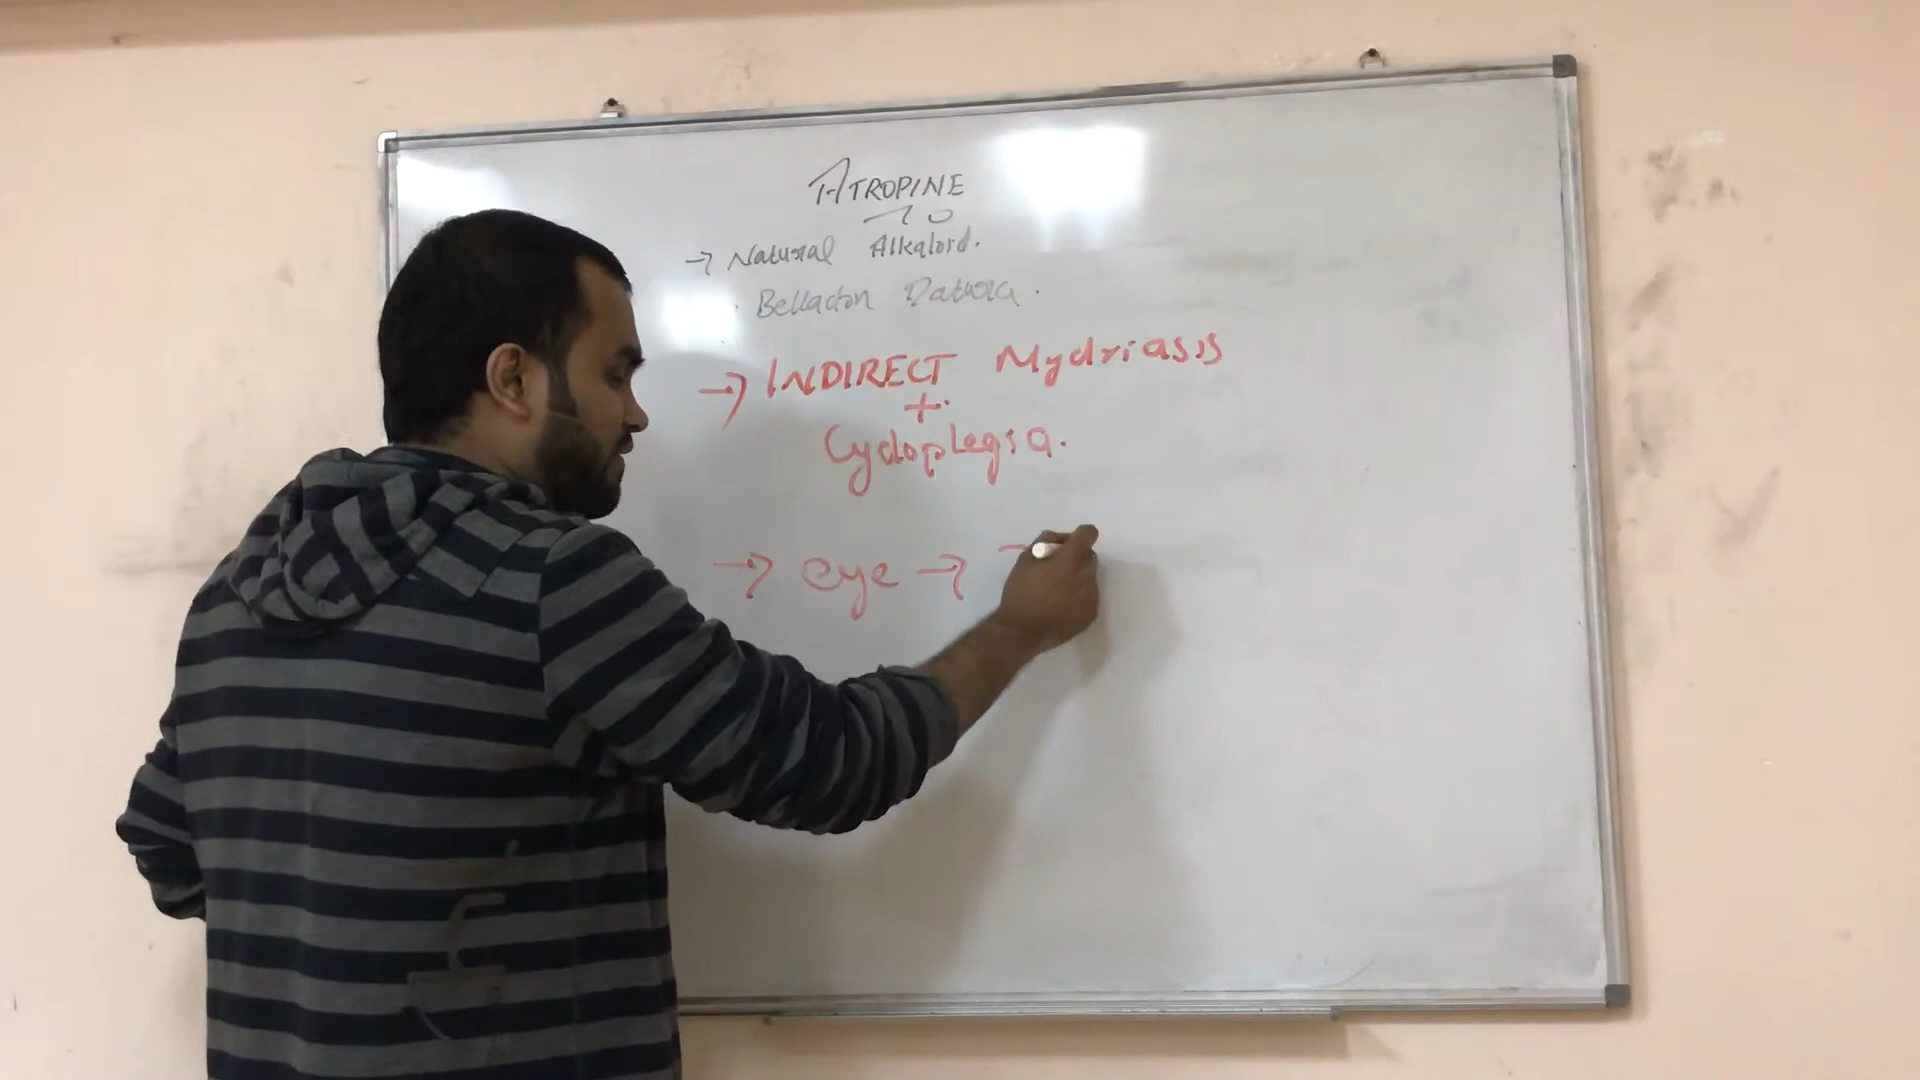 ATROPINE
→ Natural Alkaloid.
Belladon Datura.
→ INDIRECT Mydriasis
+
Cycloplegia.
→ eye →